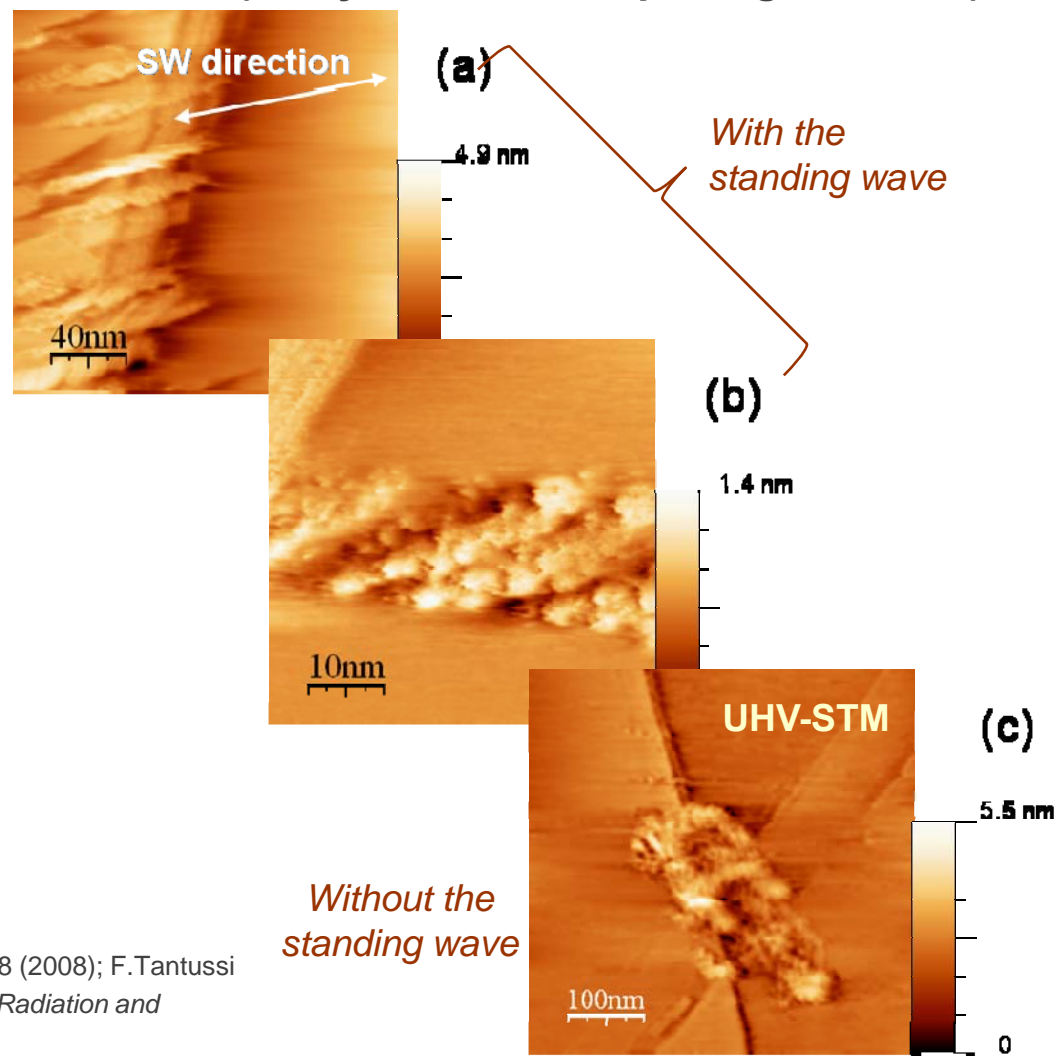 SW direction
(a)
4.9 nm
With the
standing wave
40nm
(b)
1.4 nm
10nm
UHV-STM
(c)
5.5 nm
Without the
standing wave
8 (2008); F.Tantussi
Radiation and
100nm
0